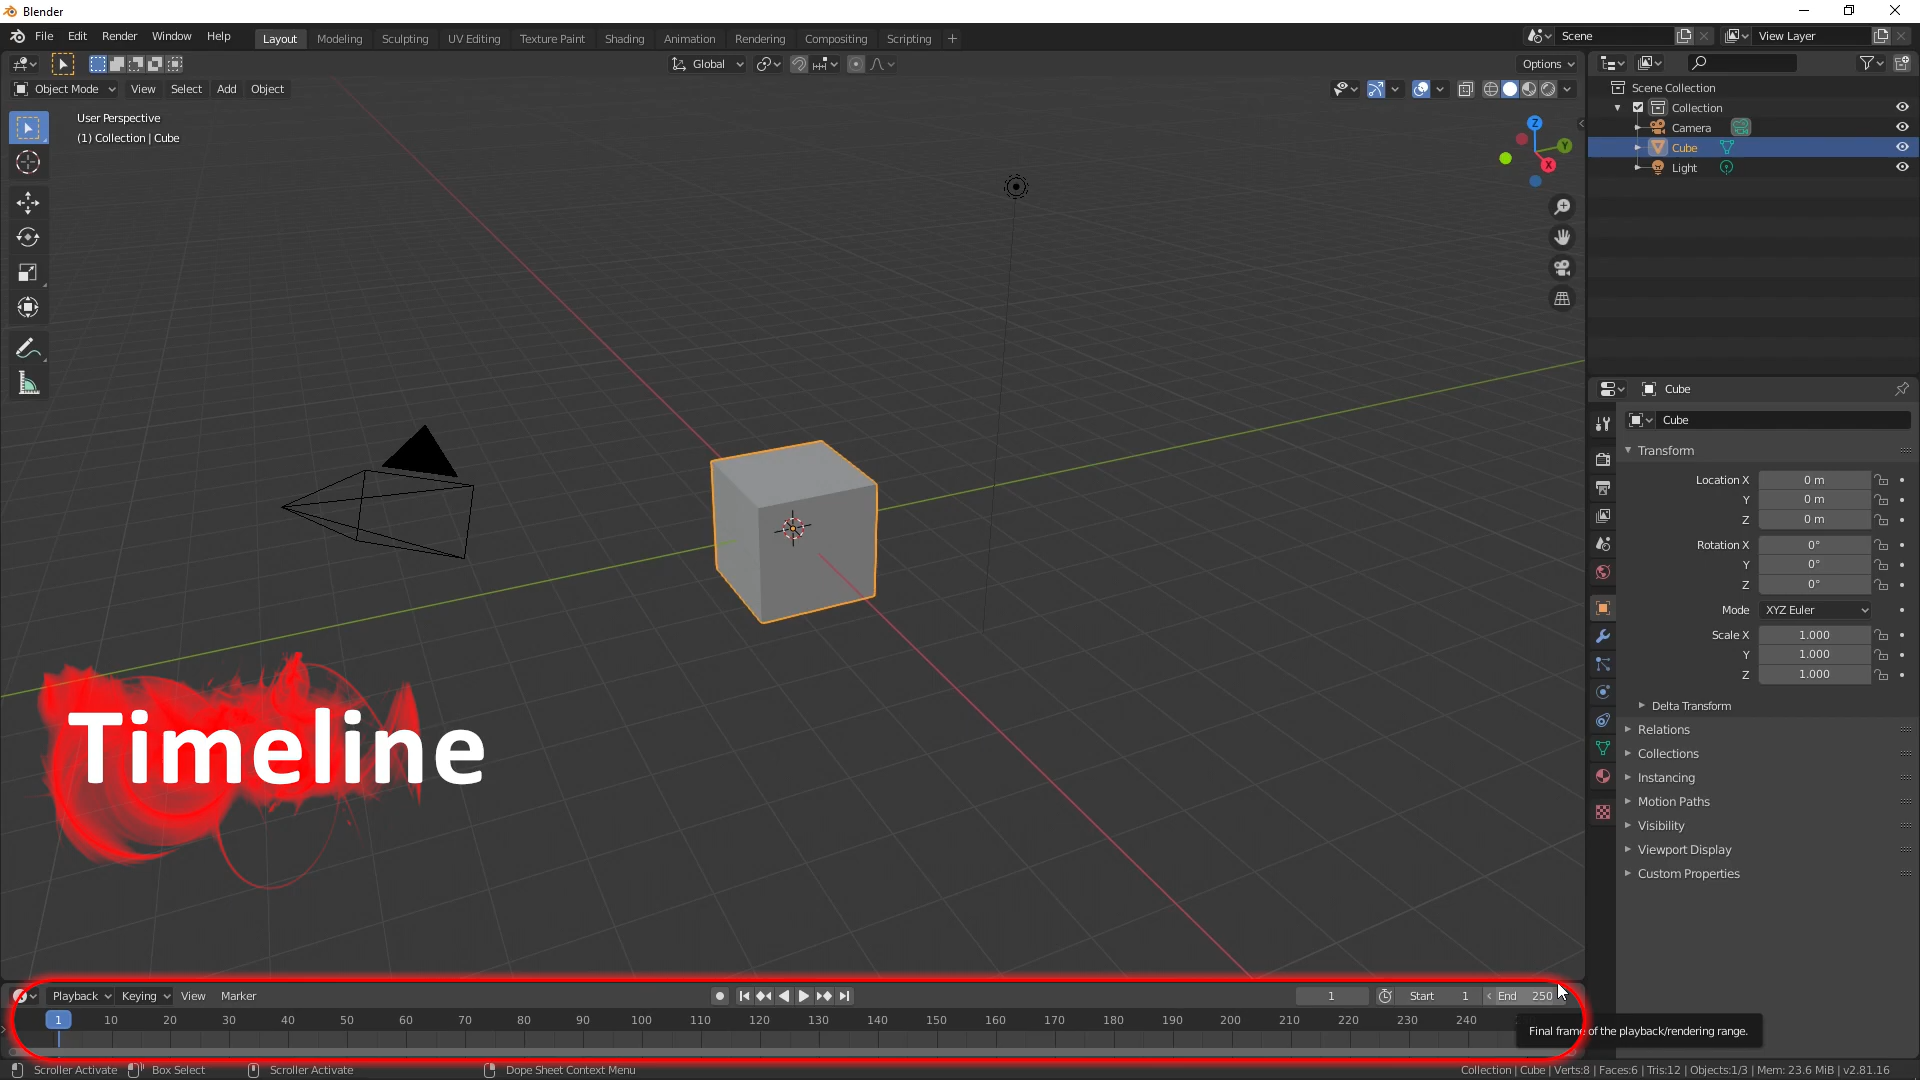 Blender
File Edit Render Window Help Layout Modeling Sculpting UV Editing Texture Paint Shading Animation Rendering Compositing Scripting + Scene View Layer
Global Options
Object Mode View Select Add Object
User Perspective
(1) Collection | Cube
Z
Y
X
Scene Collection
Collection
Camera
Cube
Light
Cube
Cube
Transform
Location X 0 m
Y 0 m
Z 0 m
Rotation X 0°
Y 0°
Z 0°
Mode XYZ Euler
Scale X 1.000
Y 1.000
Z 1.000
Delta Transform
Relations
Collections
Instancing
Motion Paths
Visibility
Viewport Display
Custom Properties
Timeline
Playback Keying View Marker 1 Start 1 End 250
1 10 20 30 40 50 60 70 80 90 100 110 120 130 140 150 160 170 180 190 200 210 220 230 240
Final frame of the playback/rendering range.
Scroller Activate Box Select Scroller Activate Dope Sheet Context Menu Collection | Cube | Verts:8 | Faces:6 | Tris:12 | Objects:1/3 | Mem: 23.6 MiB | v2.81.16